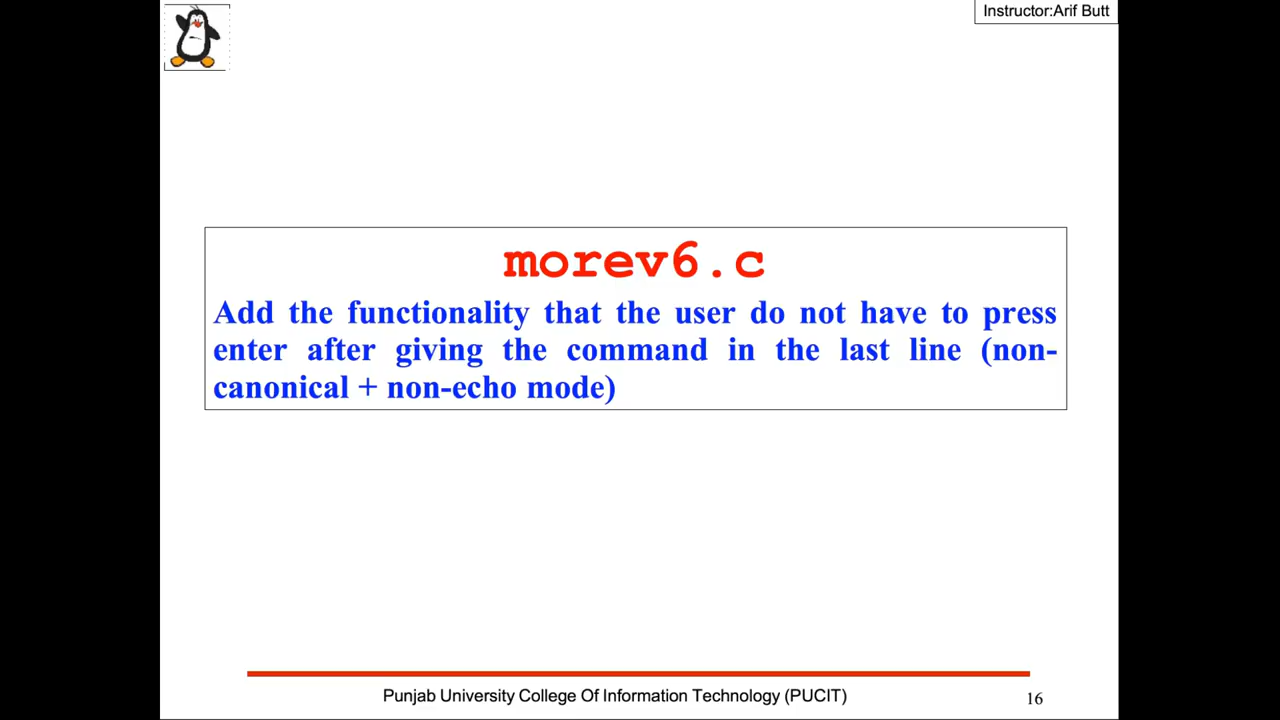 Instructor:Arif Butt
morev6.c
Add the functionality that the user do not have to press
enter after giving the command in the last line (non-
canonical + non-echo mode)
Punjab University College Of Information Technology (PUCIT)
16